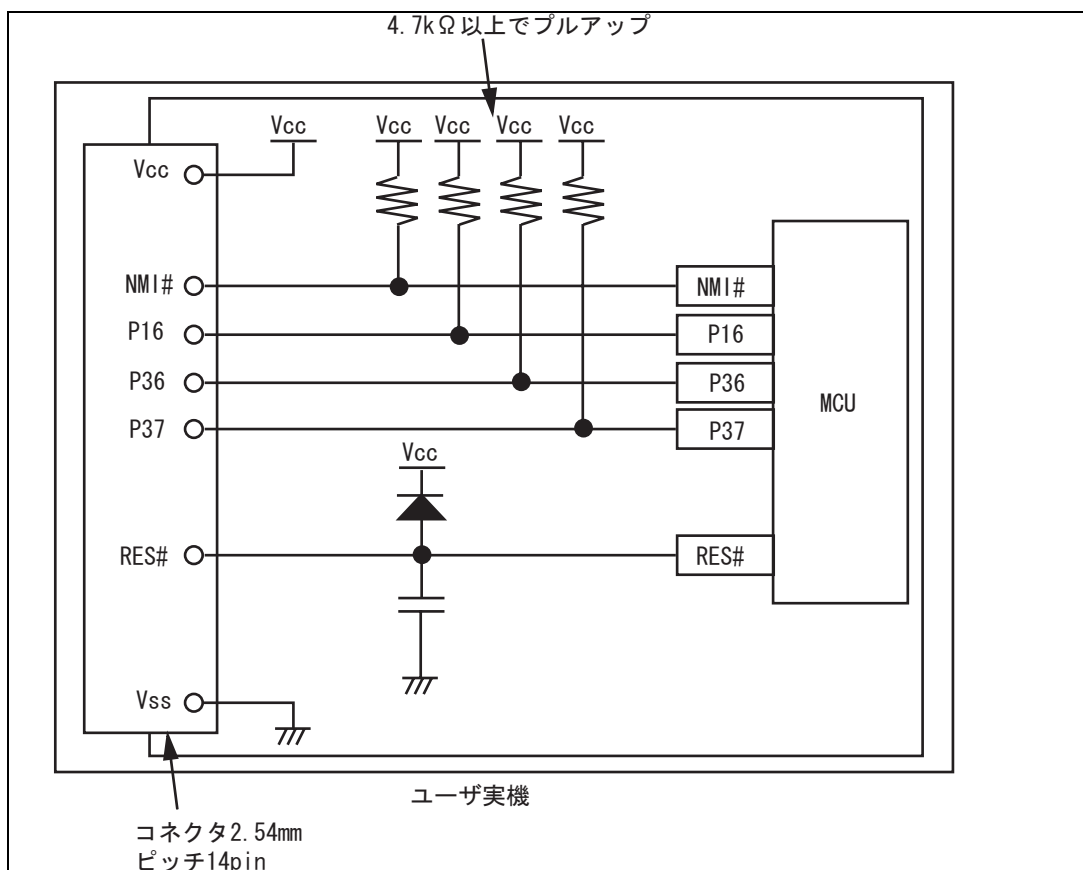 4.7kΩ以上でプルアップ
Vcc Vcc Vcc Vcc Vcc
Vcc
NMI# NMI#
P16 P16
P36 P36
MCU
P37 P37
Vcc
RES# RES#
Vss
ユーザ実機
コネクタ2.54mm
ピッチ14pin